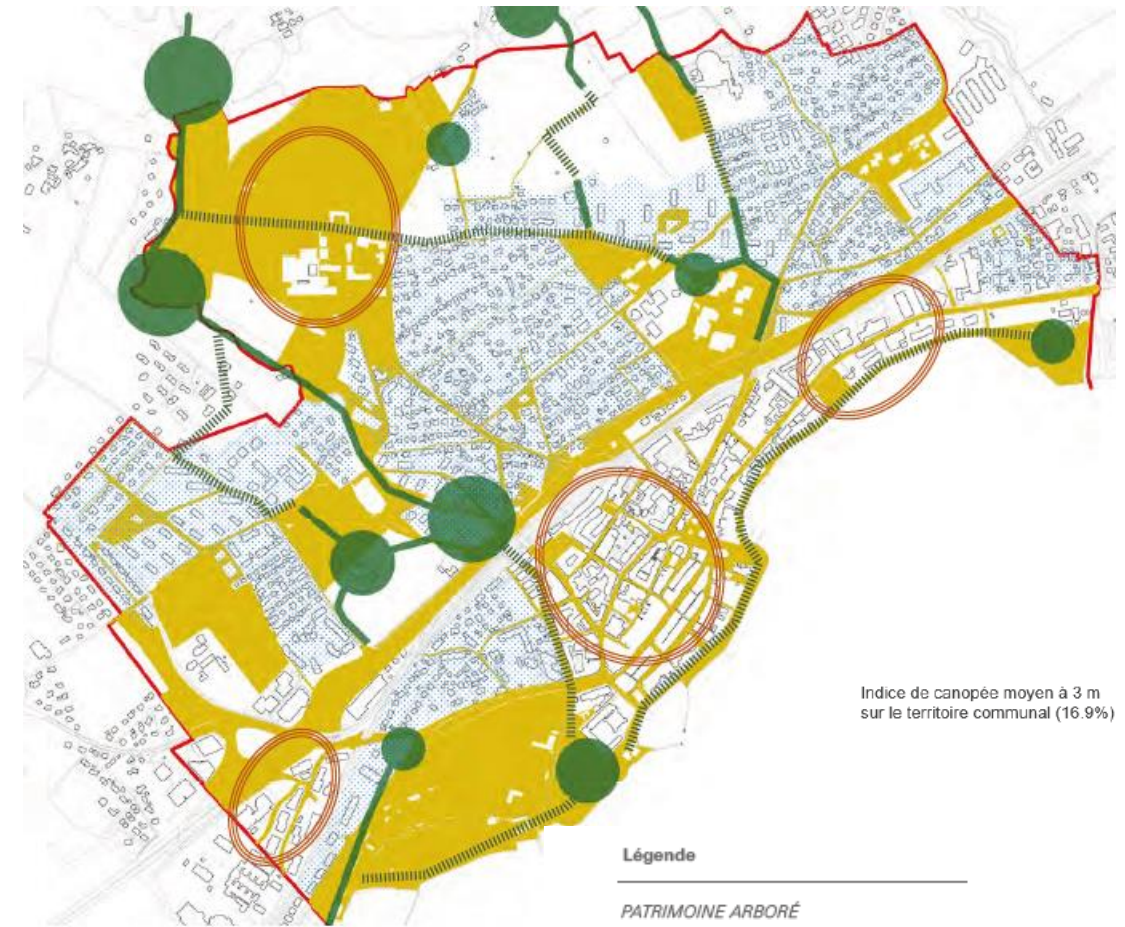 Indice de canopée moyen à 3 m
sur le territoire communal (16.9%)
Légende
PATRIMOINE ARBORÉ